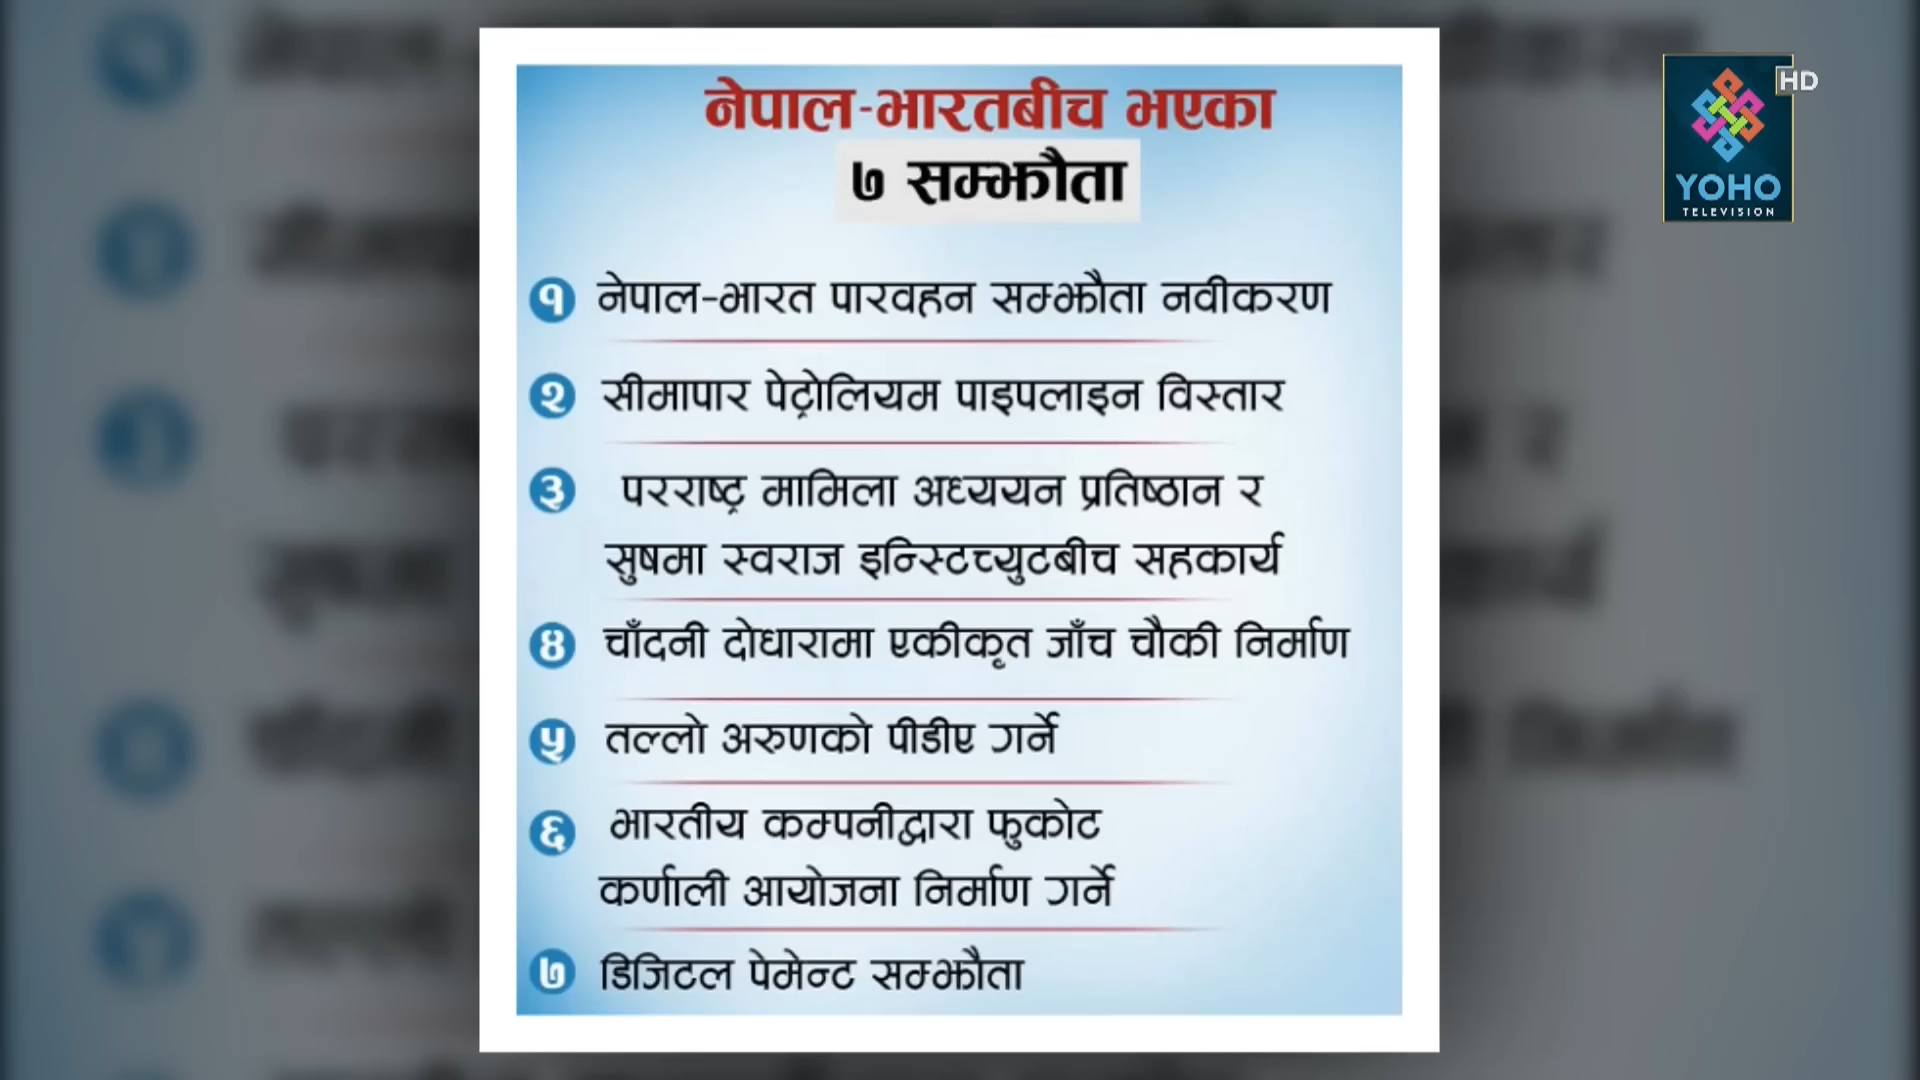 नेपाल-भारतबीच भएका
७ सम्झौता
१ नेपाल-भारत पारवहन सम्झौता नवीकरण
२ सीमापार पेट्रोलियम पाइपलाइन विस्तार
३ परराष्ट्र मामिला अध्ययन प्रतिष्ठान र
सुषमा स्वराज इन्स्टिच्युटबीच सहकार्य
४ चाँदनी दोधारामा एकीकृत जाँच चौकी निर्माण
५ तल्लो अरुणको पीडीए गर्ने
६ भारतीय कम्पनीद्वारा फुकोट
कर्णाली आयोजना निर्माण गर्ने
७ डिजिटल पेमेन्ट सम्झौता
HD
YOHO
TELEVISION